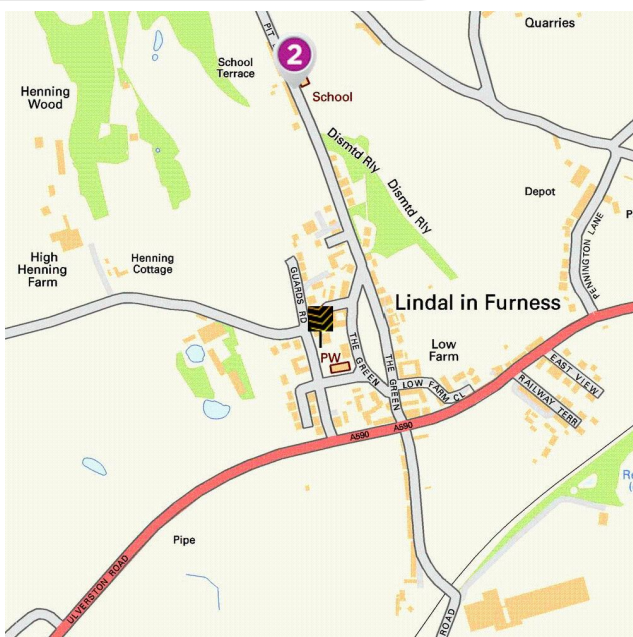 Quarries
PIT
2
School
Terrace
School
Henning
Wood
Dismtd Rly
Dismtd Rly
Depot
PENNINGTON LANE
High
Henning
Farm
Henning
Cottage
GUARDS RD
Lindal in Furness
THE GREEN
THE GREEN
Low
Farm
PW
EAST VIEW
LOW FARM
RAILWAY TERR
A590
A590
Pipe
ULVERSTON ROAD
ROAD